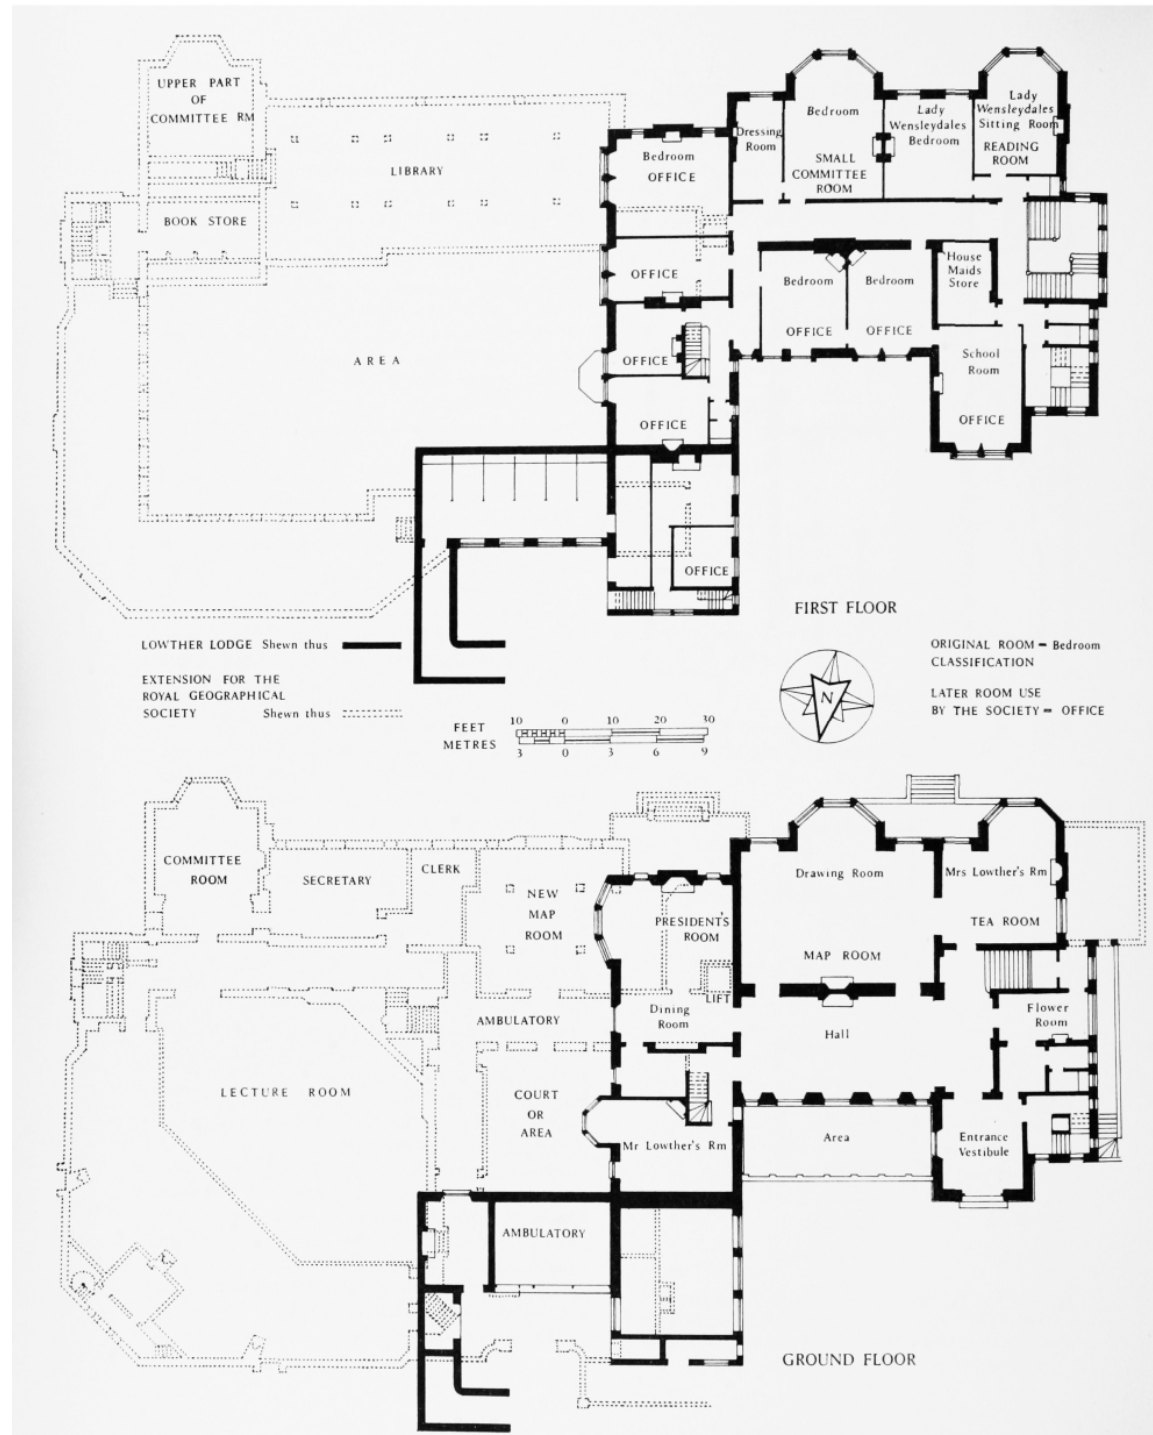 UPPER PART
OF
COMMITTEE RM
LIBRARY
BOOK STORE
AREA
Bedroom
OFFICE
OFFICE
OFFICE
OFFICE
OFFICE
Dressing
Room
Bedroom
SMALL
COMMITTEE
ROOM
Lady
Wensleydales
Bedroom
Lady
Wensleydales
Sitting Room
READING
ROOM
Bedroom
OFFICE
Bedroom
OFFICE
House
Maids
Store
School
Room
OFFICE
FIRST FLOOR
LOWTHER LODGE Shewn thus
EXTENSION FOR THE
ROYAL GEOGRAPHICAL
SOCIETY Shewn thus
FEET
METRES
10 0 10 20 30
3 0 3 6 9
N
ORIGINAL ROOM = Bedroom
CLASSIFICATION
LATER ROOM USE
BY THE SOCIETY = OFFICE
COMMITTEE
ROOM
SECRETARY
CLERK
NEW
MAP
ROOM
PRESIDENT'S
ROOM
LIFT
Dining
Room
Drawing Room
MAP ROOM
Mrs Lowther's Rm
TEA ROOM
Hall
Flower
Room
AMBULATORY
LECTURE ROOM
COURT
OR
AREA
Mr Lowther's Rm
Area
Entrance
Vestibule
AMBULATORY
GROUND FLOOR